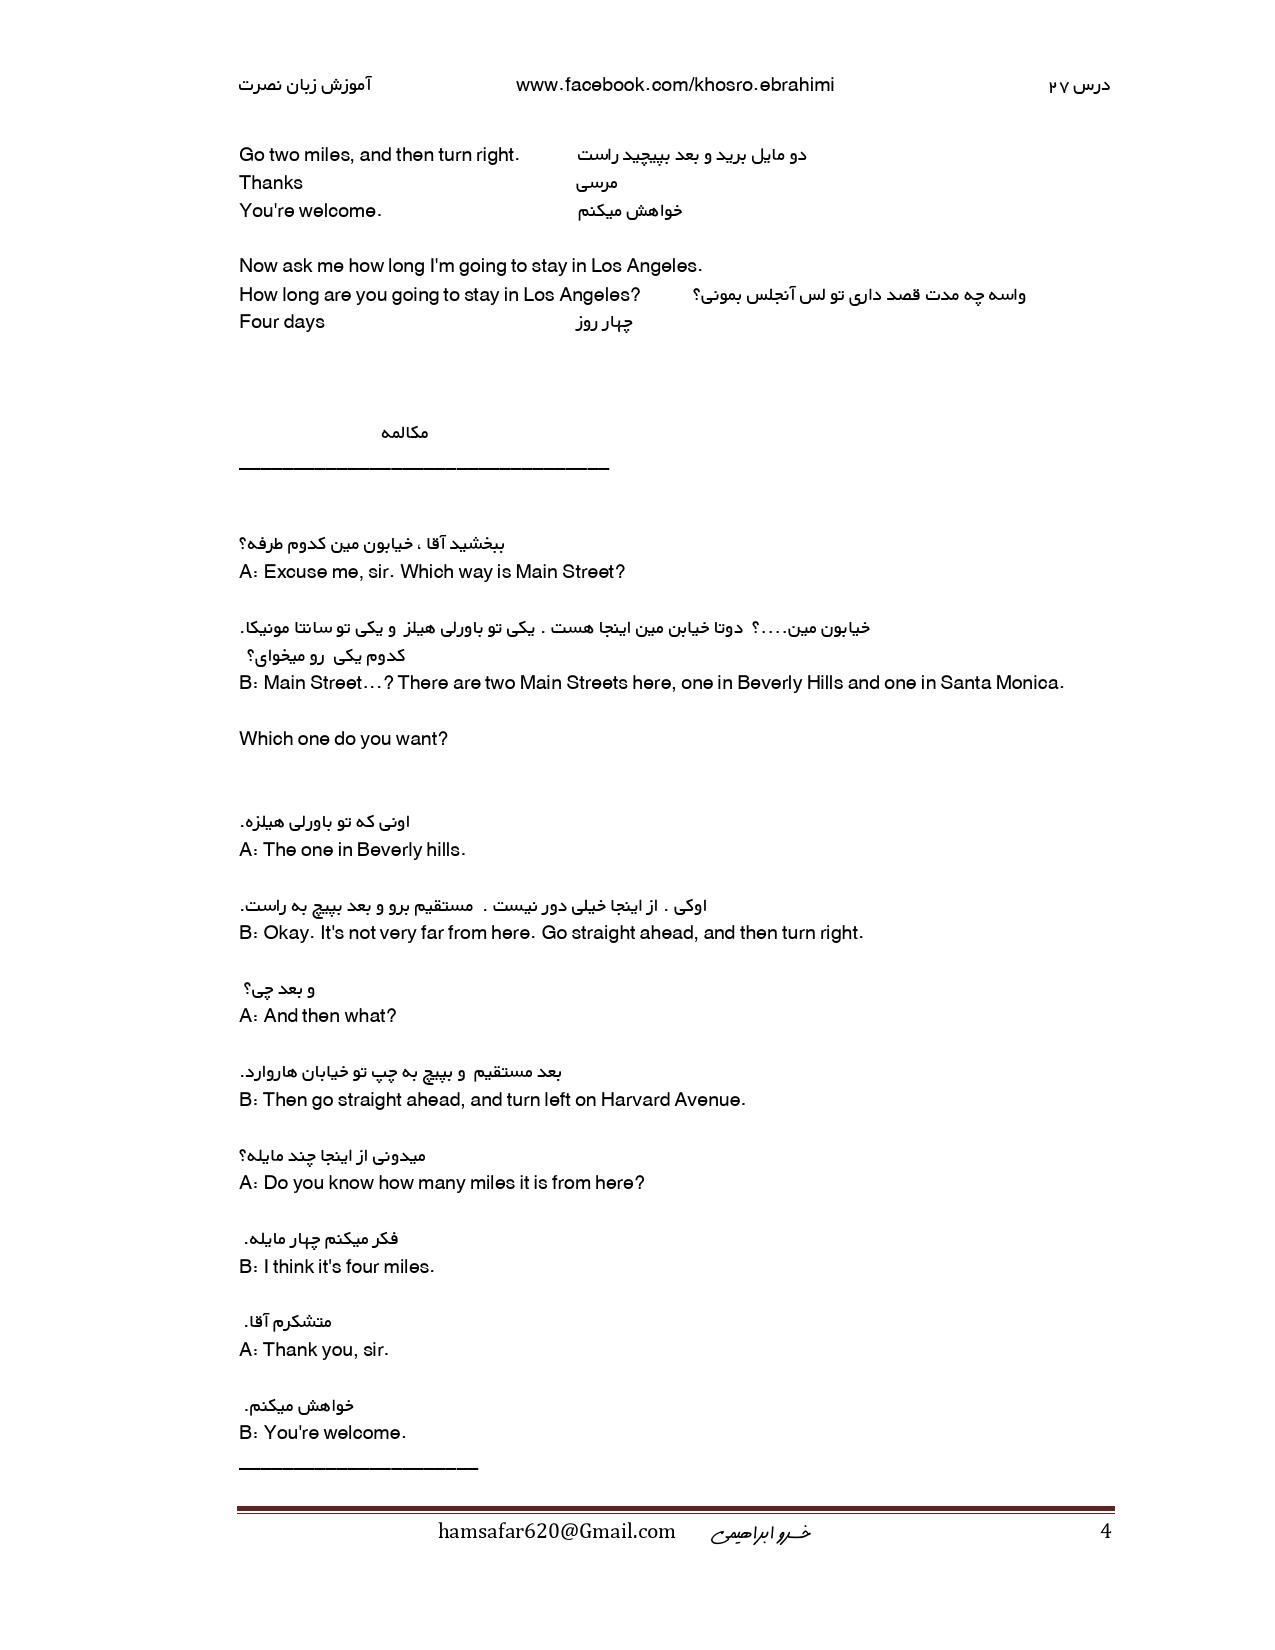 آموزش زبان نصرت www.facebook.com/khosro.ebrahimi درس ۲۷
Go two miles, and then turn right. دو مایل برید و بعد بپیچید راست
Thanks مرسی
You're welcome. خواهش میکنم
Now ask me how long I'm going to stay in Los Angeles.
How long are you going to stay in Los Angeles? واسه چه مدت قصد داری تو لس آنجلس بمونی؟
Four days چهار روز
مکالمه
ببخشید آقا ، خیابون مین کدوم طرفه؟
A: Excuse me, sir. Which way is Main Street?
خیابون مین....؟ دوتا خیابن مین اینجا هست . یکی تو باورلی هیلز و یکی تو سانتا مونیکا.
کدوم یکی رو میخوای؟
B: Main Street...? There are two Main Streets here, one in Beverly Hills and one in Santa Monica.
Which one do you want?
اونی که تو باورلی هیلزه.
A: The one in Beverly hills.
اوکی . از اینجا خیلی دور نیست . مستقیم برو و بعد بپیچ به راست.
B: Okay. It's not very far from here. Go straight ahead, and then turn right.
و بعد چی؟
A: And then what?
بعد مستقیم و بپیچ به چپ تو خیابان هاروارد.
B: Then go straight ahead, and turn left on Harvard Avenue.
میدونی از اینجا چند مایله؟
A: Do you know how many miles it is from here?
فکر میکنم چهار مایله.
B: I think it's four miles.
متشکرم آقا.
A: Thank you, sir.
خواهش میکنم.
B: You're welcome.
hamsafar620@Gmail.com خسرو ابراهیمی 4